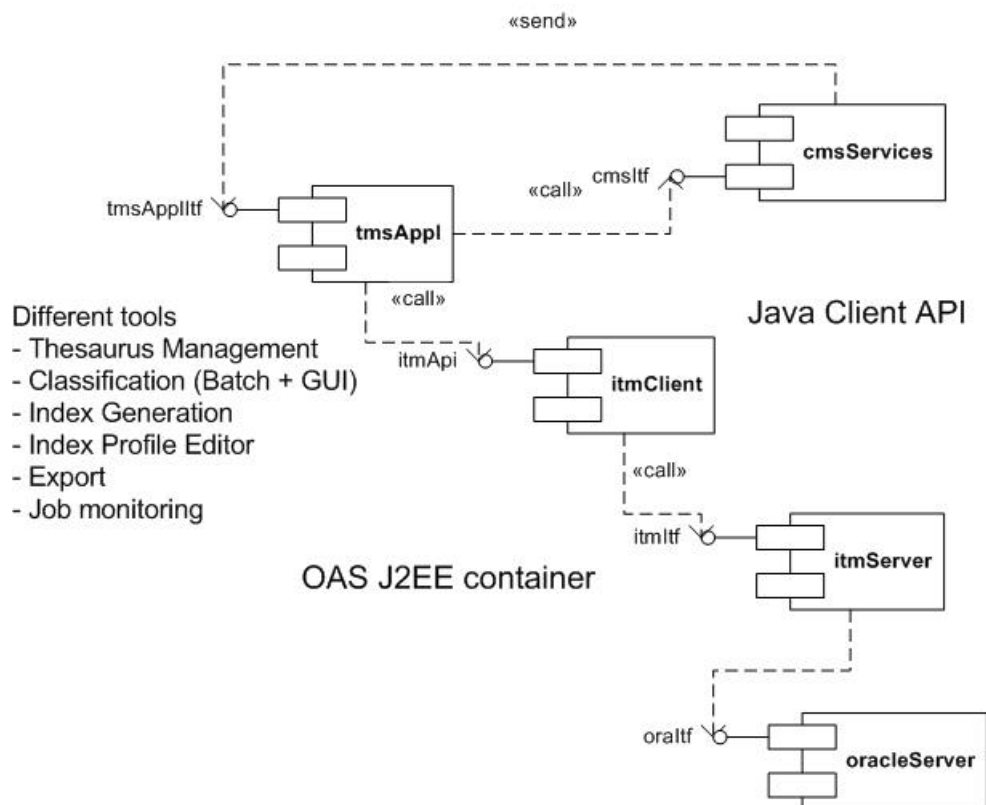 «send»
cmsServices
cmsItf
«call»
tmsApplItf
tmsAppl
«call»
Java Client API
Different tools
- Thesaurus Management
- Classification (Batch + GUI)
- Index Generation
- Index Profile Editor
- Export
- Job monitoring
itmApi
itmClient
«call»
itmItf
itmServer
OAS J2EE container
oraItf
oracleServer